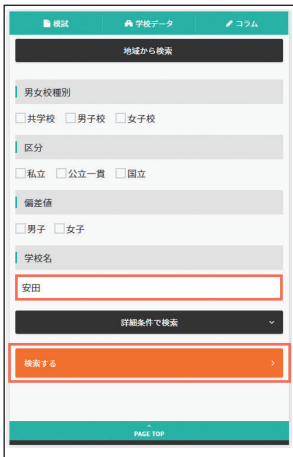 模試 学校データ コラム
地域から検索
男女校種別
共学校 男子校 女子校
区分
私立 公立一貫 国立
偏差値
男子 女子
学校名
安田
詳細条件で検索
検索する
PAGE TOP